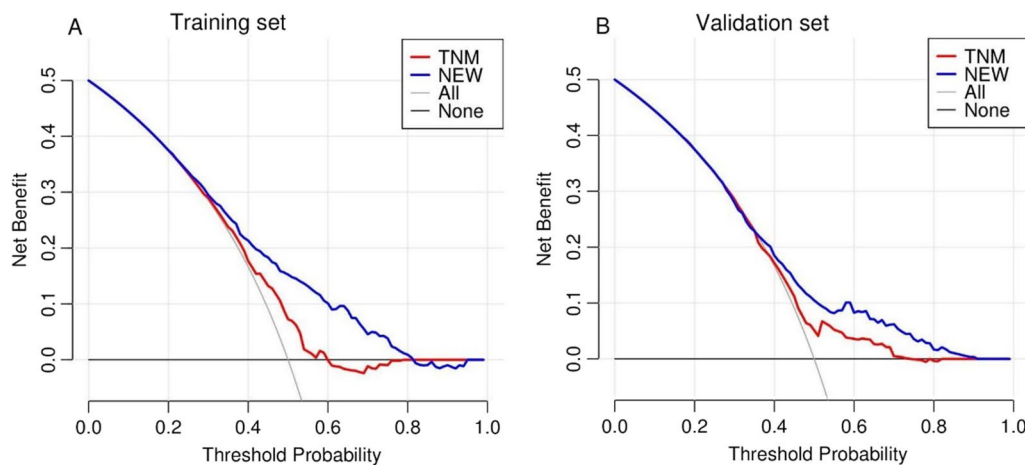 A
Training set
TNM
NEW
All
None
Net Benefit
0.5
0.4
0.3
0.2
0.1
0.0
0.0 0.2 0.4 0.6 0.8 1.0
Threshold Probability
B
Validation set
TNM
NEW
All
None
Net Benefit
0.5
0.4
0.3
0.2
0.1
0.0
0.0 0.2 0.4 0.6 0.8 1.0
Threshold Probability